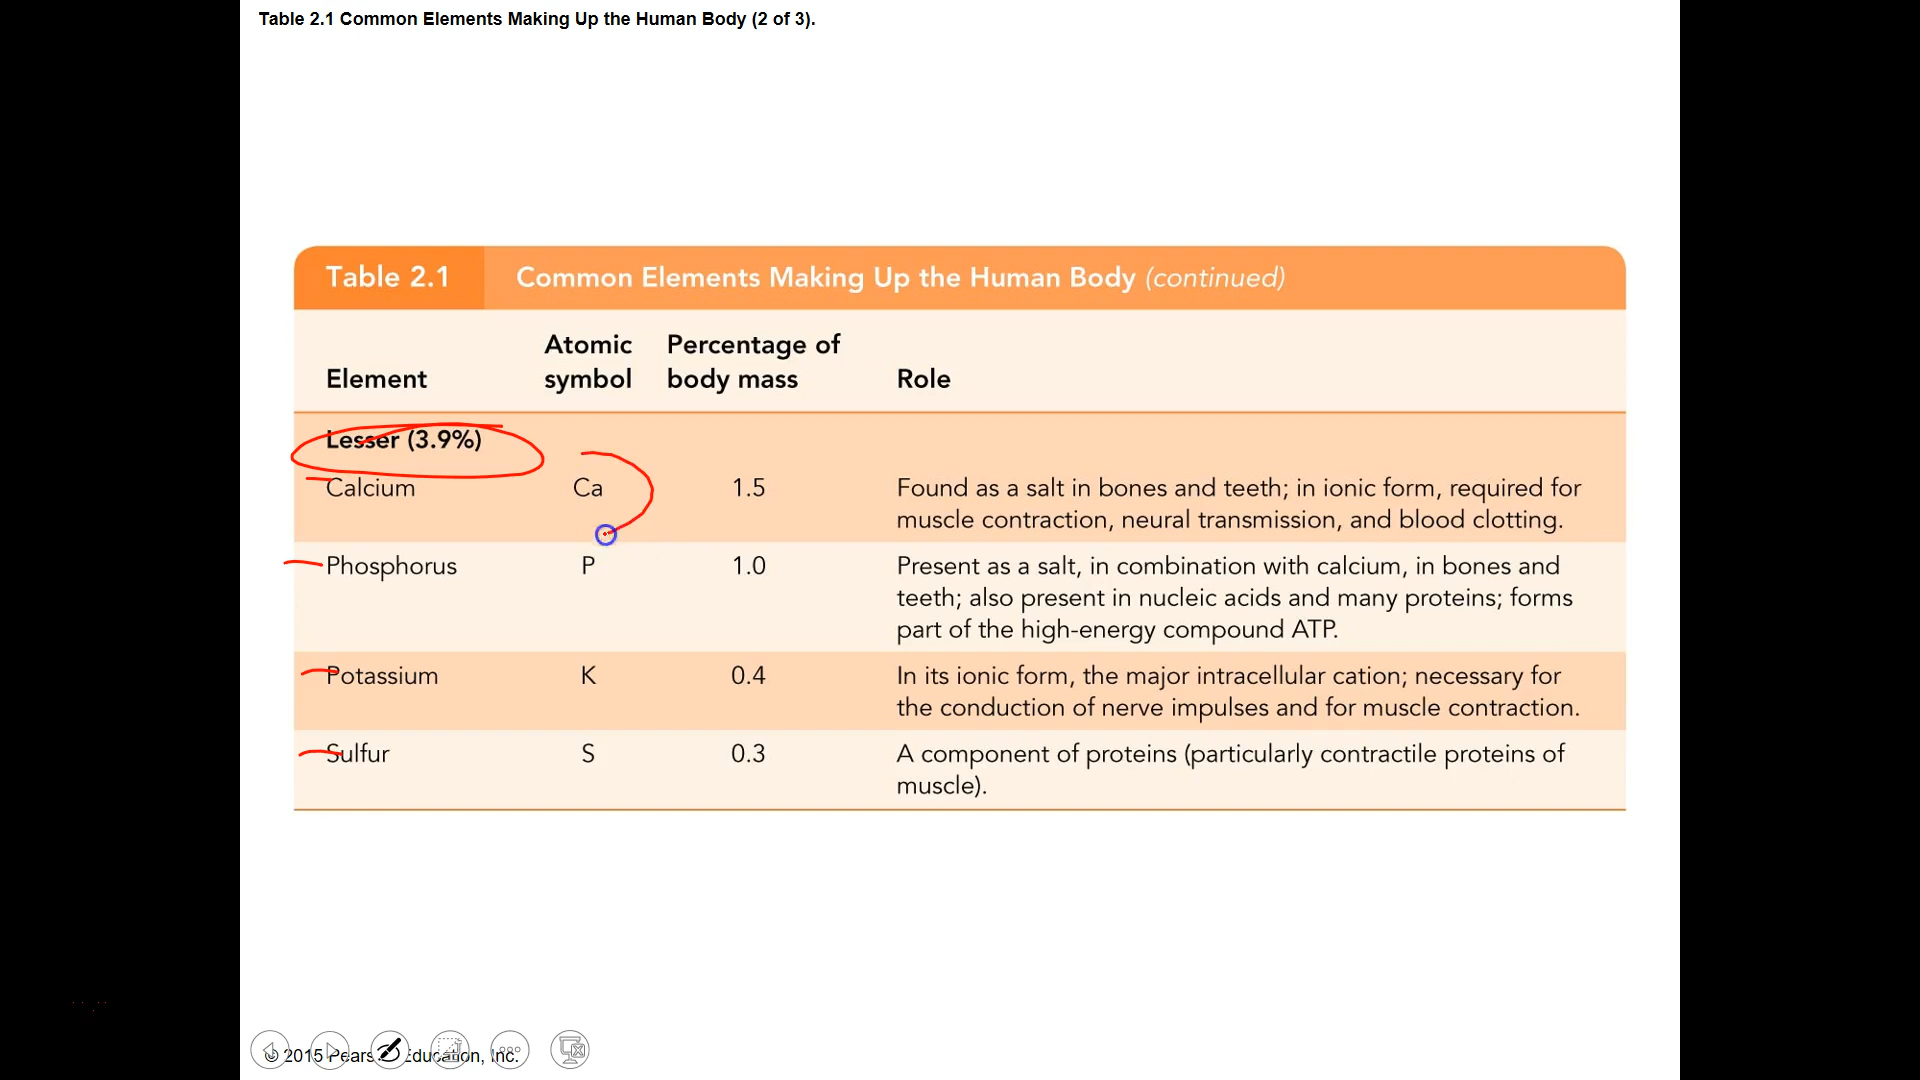 Table 2.1 Common Elements Making Up the Human Body (2 of 3).
Table 2.1 Common Elements Making Up the Human Body (continued)
Element Atomic symbol Percentage of body mass Role
Lesser (3.9%)
Calcium Ca 1.5 Found as a salt in bones and teeth; in ionic form, required for
muscle contraction, neural transmission, and blood clotting.
Phosphorus P 1.0 Present as a salt, in combination with calcium, in bones and
teeth; also present in nucleic acids and many proteins; forms
part of the high-energy compound ATP.
Potassium K 0.4 In its ionic form, the major intracellular cation; necessary for
the conduction of nerve impulses and for muscle contraction.
Sulfur S 0.3 A component of proteins (particularly contractile proteins of
muscle).
© 2015 Pearson Education, Inc.